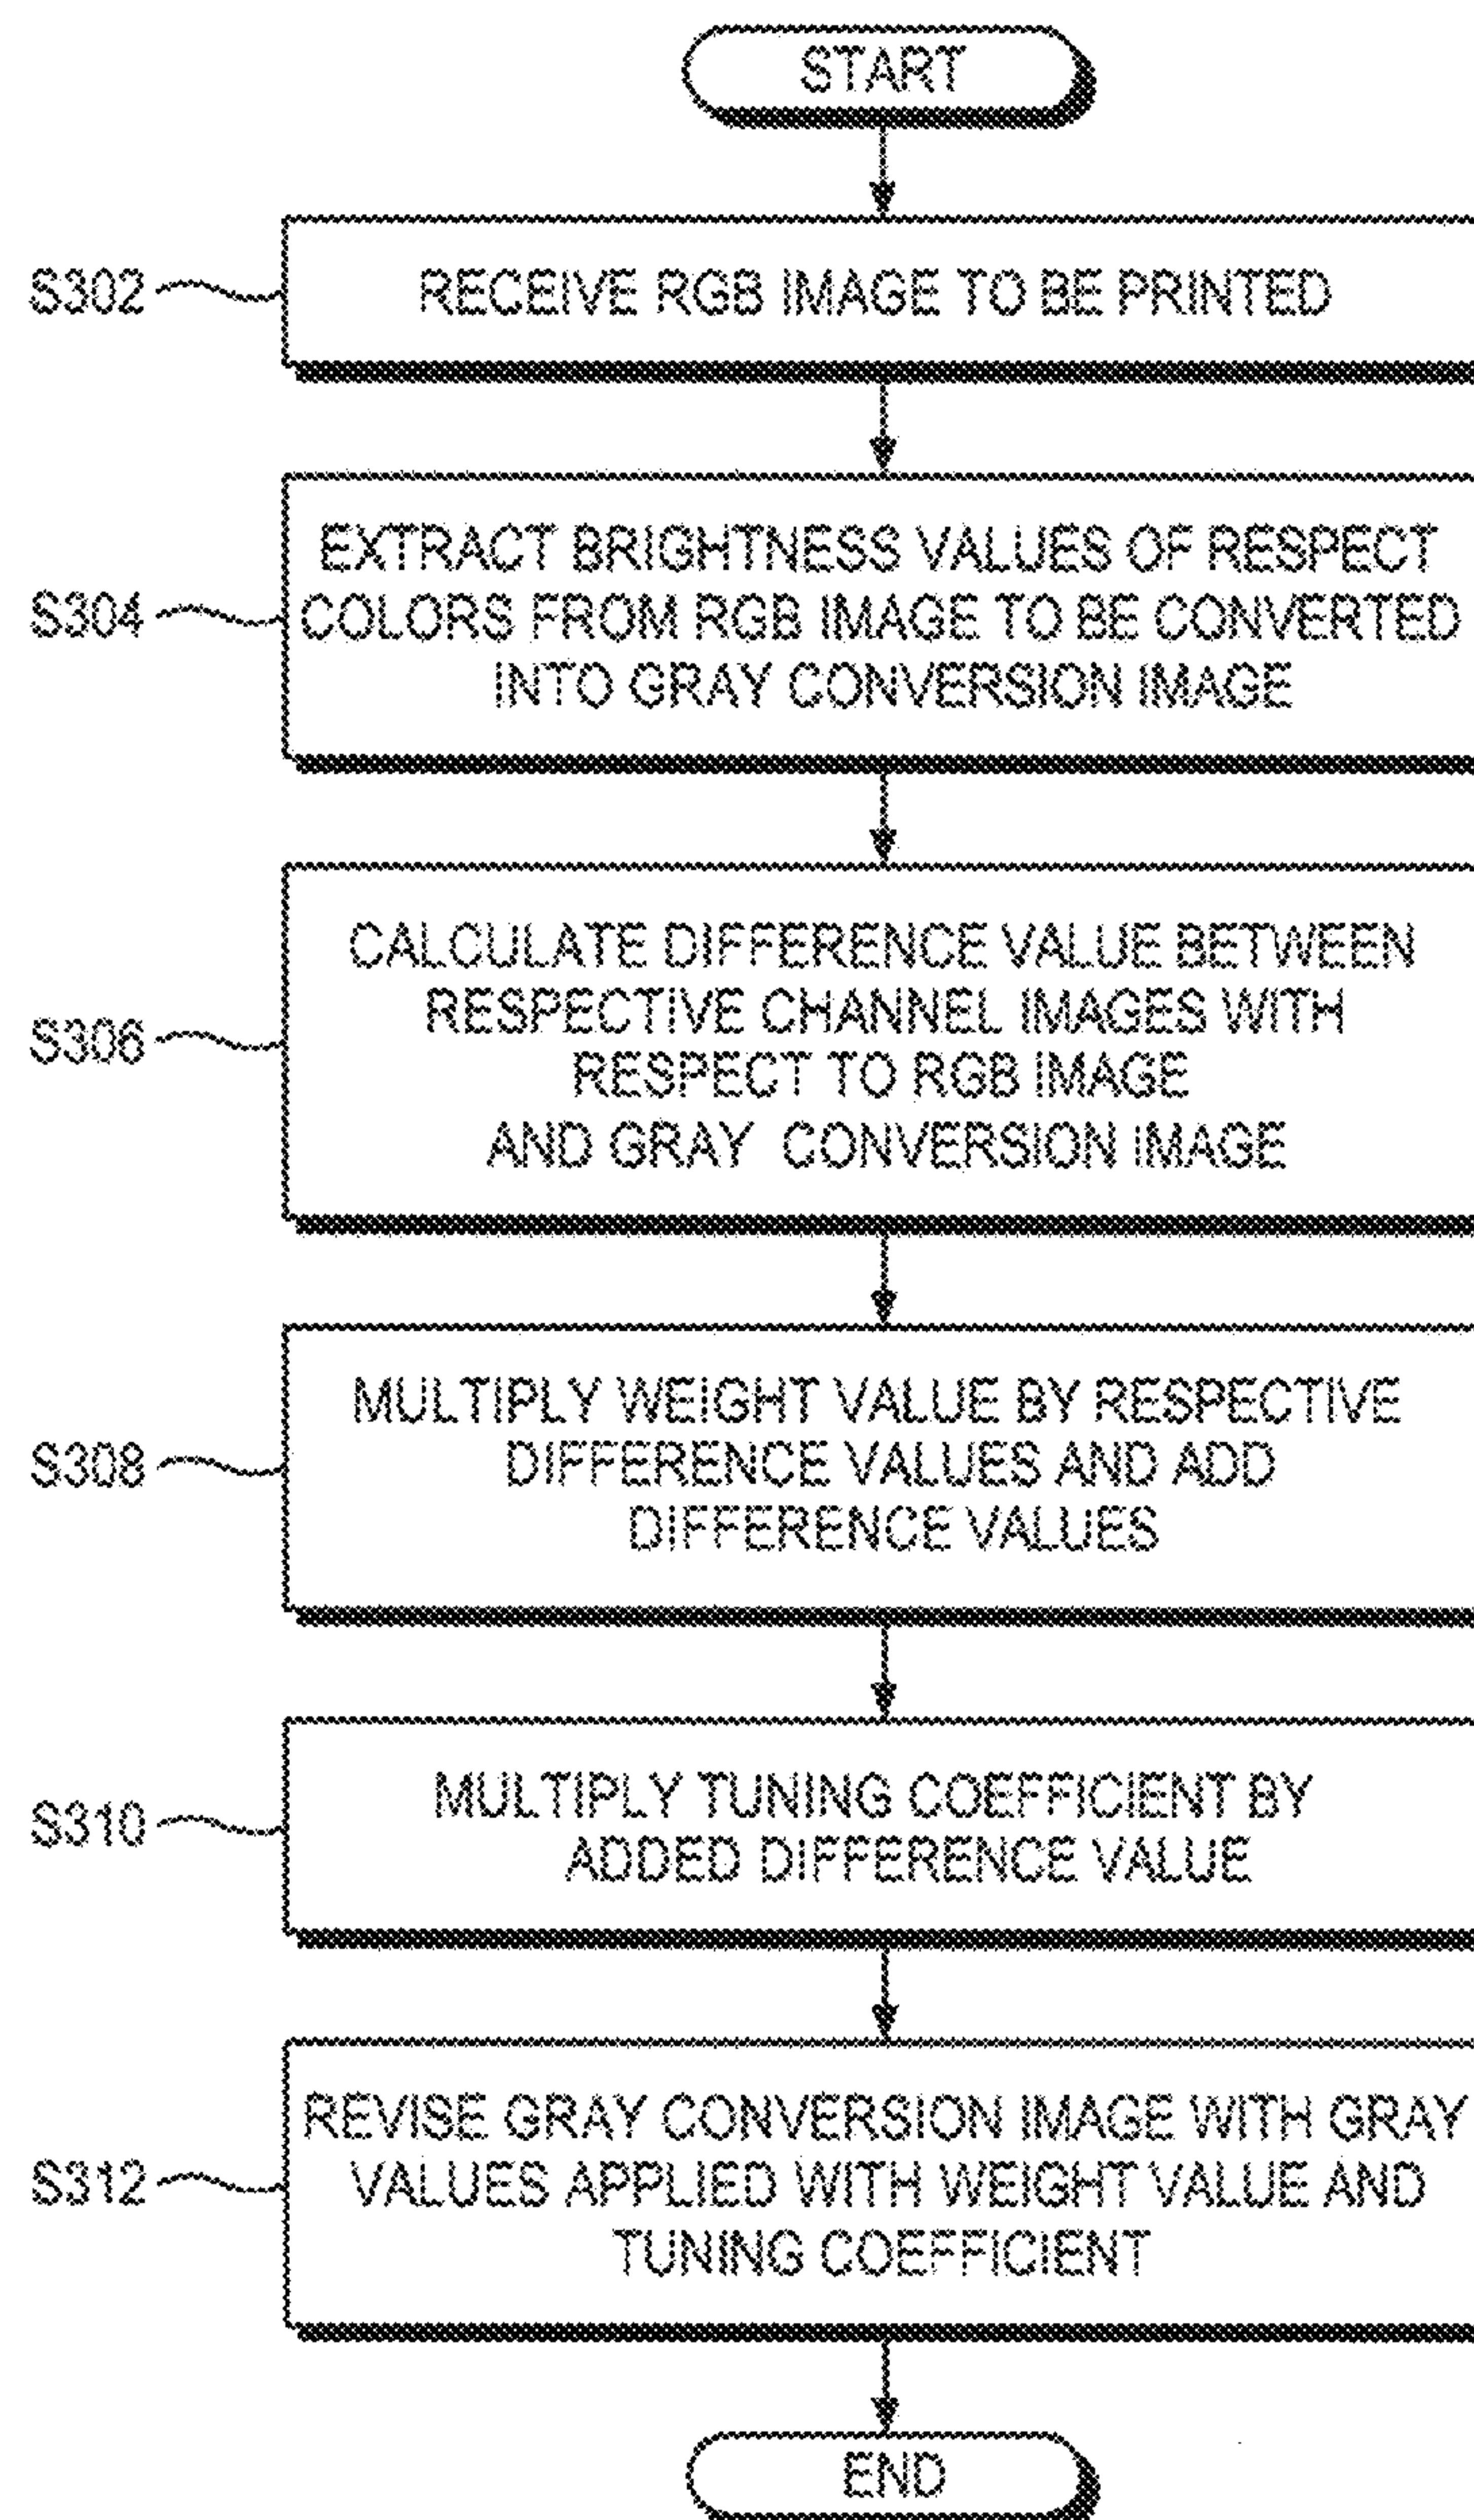 START
S302
RECEIVE RGB IMAGE TO BE PRINTED
S304
EXTRACT BRIGHTNESS VALUES OF RESPECT
COLORS FROM RGB IMAGE TO BE CONVERTED
INTO GRAY CONVERSION IMAGE
S306
CALCULATE DIFFERENCE VALUE BETWEEN
RESPECTIVE CHANNEL IMAGES WITH
RESPECT TO RGB IMAGE
AND GRAY CONVERSION IMAGE
S308
MULTIPLY WEIGHT VALUE BY RESPECTIVE
DIFFERENCE VALUES AND ADD
DIFFERENCE VALUES
S310
MULTIPLY TUNING COEFFICIENT BY
ADDED DIFFERENCE VALUE
S312
REVISE GRAY CONVERSION IMAGE WITH GRAY
VALUES APPLIED WITH WEIGHT VALUE AND
TUNING COEFFICIENT
END